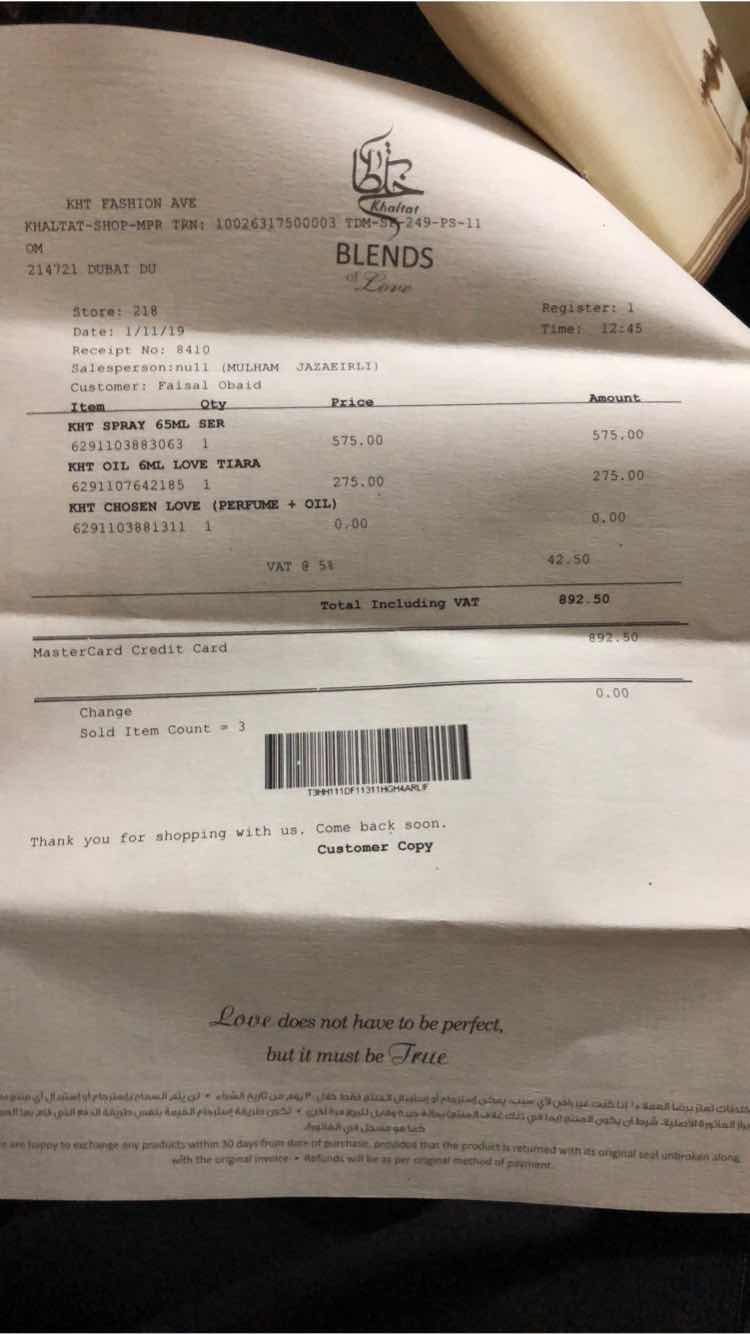 خلطات
Khaltat
BLENDS
of Love
KHT FASHION AVE
KHALTAT-SHOP-MPR TRN: 10026317500003 TDM-SF-249-PS-11
OM
214721 DUBAI DU
Store: 218 Register: 1
Date: 1/11/19 Time: 12:45
Receipt No: 8410
Salesperson:null (MULHAM JAZAEIRLI)
Customer: Faisal Obaid
Item Qty Price Amount
KHT SPRAY 65ML SER
6291103883063 1 575.00 575.00
KHT OIL 6ML LOVE TIARA
6291107642185 1 275.00 275.00
KHT CHOSEN LOVE (PERFUME + OIL)
6291103881311 1 0.00 0.00
VAT @ 5% 42.50
Total Including VAT 892.50
MasterCard Credit Card 892.50
Change 0.00
Sold Item Count = 3
Thank you for shopping with us. Come back soon.
Customer Copy
Love does not have to be perfect,
but it must be True
كما هو مسجل في الفاتورة.
are happy to exchange any products within 30 days from date of purchase, provided that the product is returned with its original seal unbroken along
with the original invoice • Refunds will be as per original method of payment.